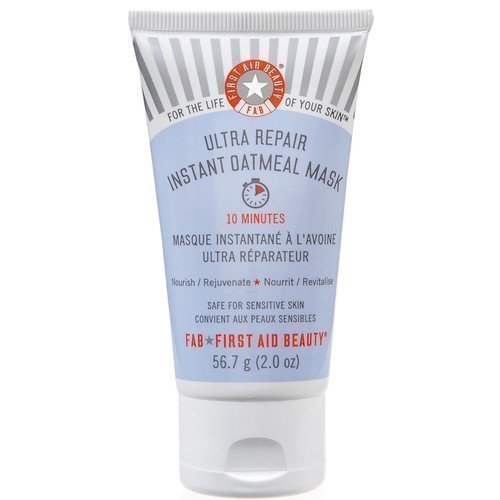 FIRST AID BEAUTY®
FAB
FOR THE LIFE OF YOUR SKIN™
ULTRA REPAIR
INSTANT OATMEAL MASK
10 MINUTES
MASQUE INSTANTANÉ À L'AVOINE
ULTRA RÉPARATEUR
Nourish / Rejuvenate ★ Nourrit / Revitalise
SAFE FOR SENSITIVE SKIN
CONVIENT AUX PEAUX SENSIBLES
FAB★FIRST AID BEAUTY®
56.7 g (2.0 oz)